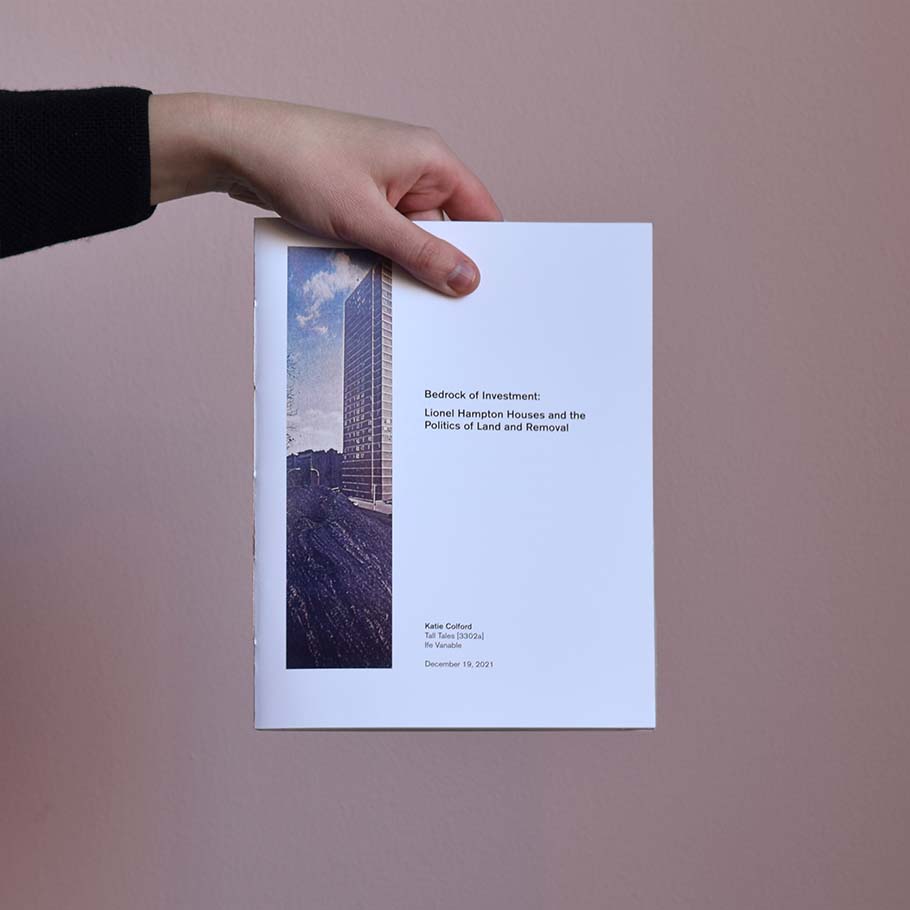 Bedrock of Investment:
Lionel Hampton Houses and the
Politics of Land and Removal
Katie Colford
Tall Tales [3302a]
Ife Vanable
December 19, 2021